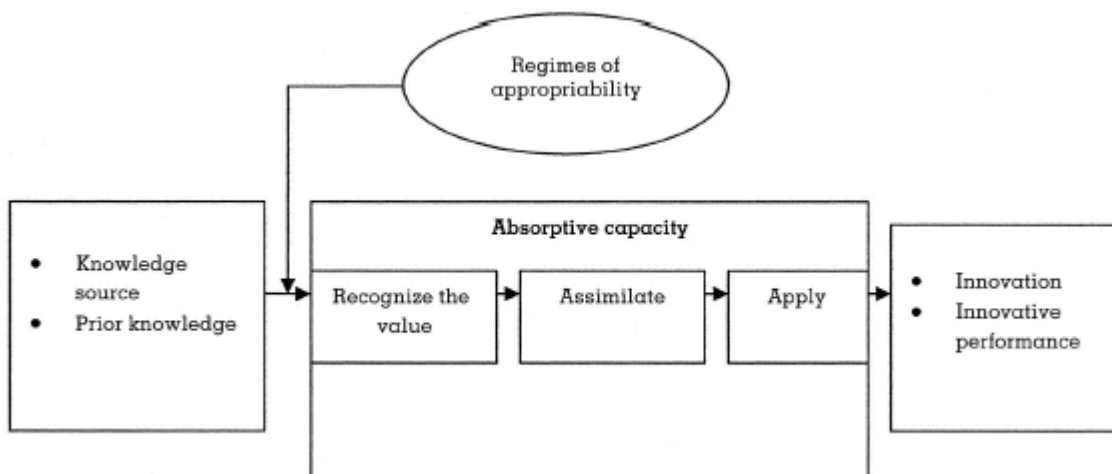 Regimes of
appropriability
Absorptive capacity
• Knowledge
source
• Prior knowledge
Recognize the
value
Assimilate
Apply
• Innovation
• Innovative
performance